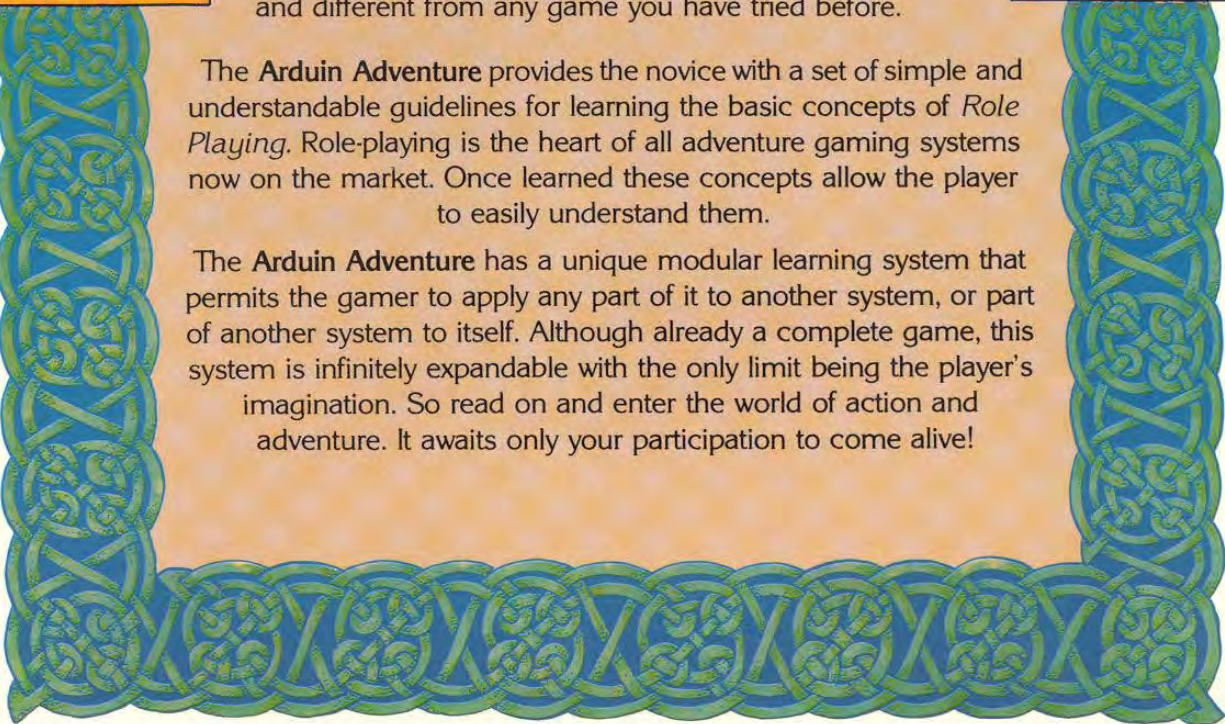 and different from any game you have tried before.
The Arduin Adventure provides the novice with a set of simple and
understandable guidelines for learning the basic concepts of Role
Playing. Role-playing is the heart of all adventure gaming systems
now on the market. Once learned these concepts allow the player
to easily understand them.
The Arduin Adventure has a unique modular learning system that
permits the gamer to apply any part of it to another system, or part
of another system to itself. Although already a complete game, this
system is infinitely expandable with the only limit being the player's
imagination. So read on and enter the world of action and
adventure. It awaits only your participation to come alive!